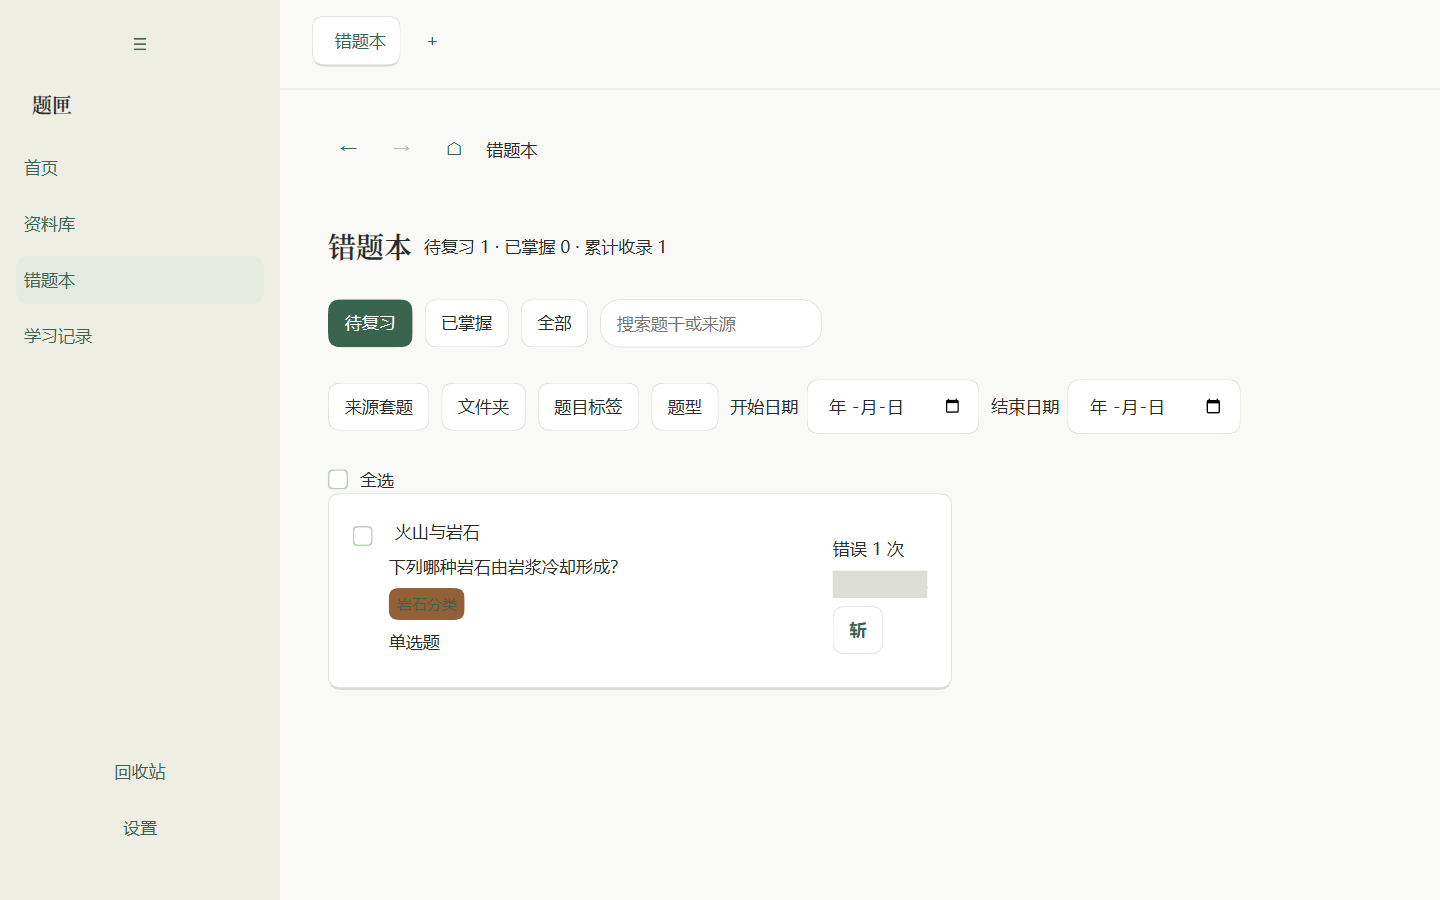 ☰
题匣
首页
资料库
错题本
学习记录
回收站
设置
错题本 +
← → 错题本
错题本 待复习 1 · 已掌握 0 · 累计收录 1
待复习 已掌握 全部 搜索题干或来源
来源套题 文件夹 题目标签 题型 开始日期 年 -月-日 结束日期 年 -月-日
全选
火山与岩石
下列哪种岩石由岩浆冷却形成?
岩石分类
单选题
错误 1 次
斩